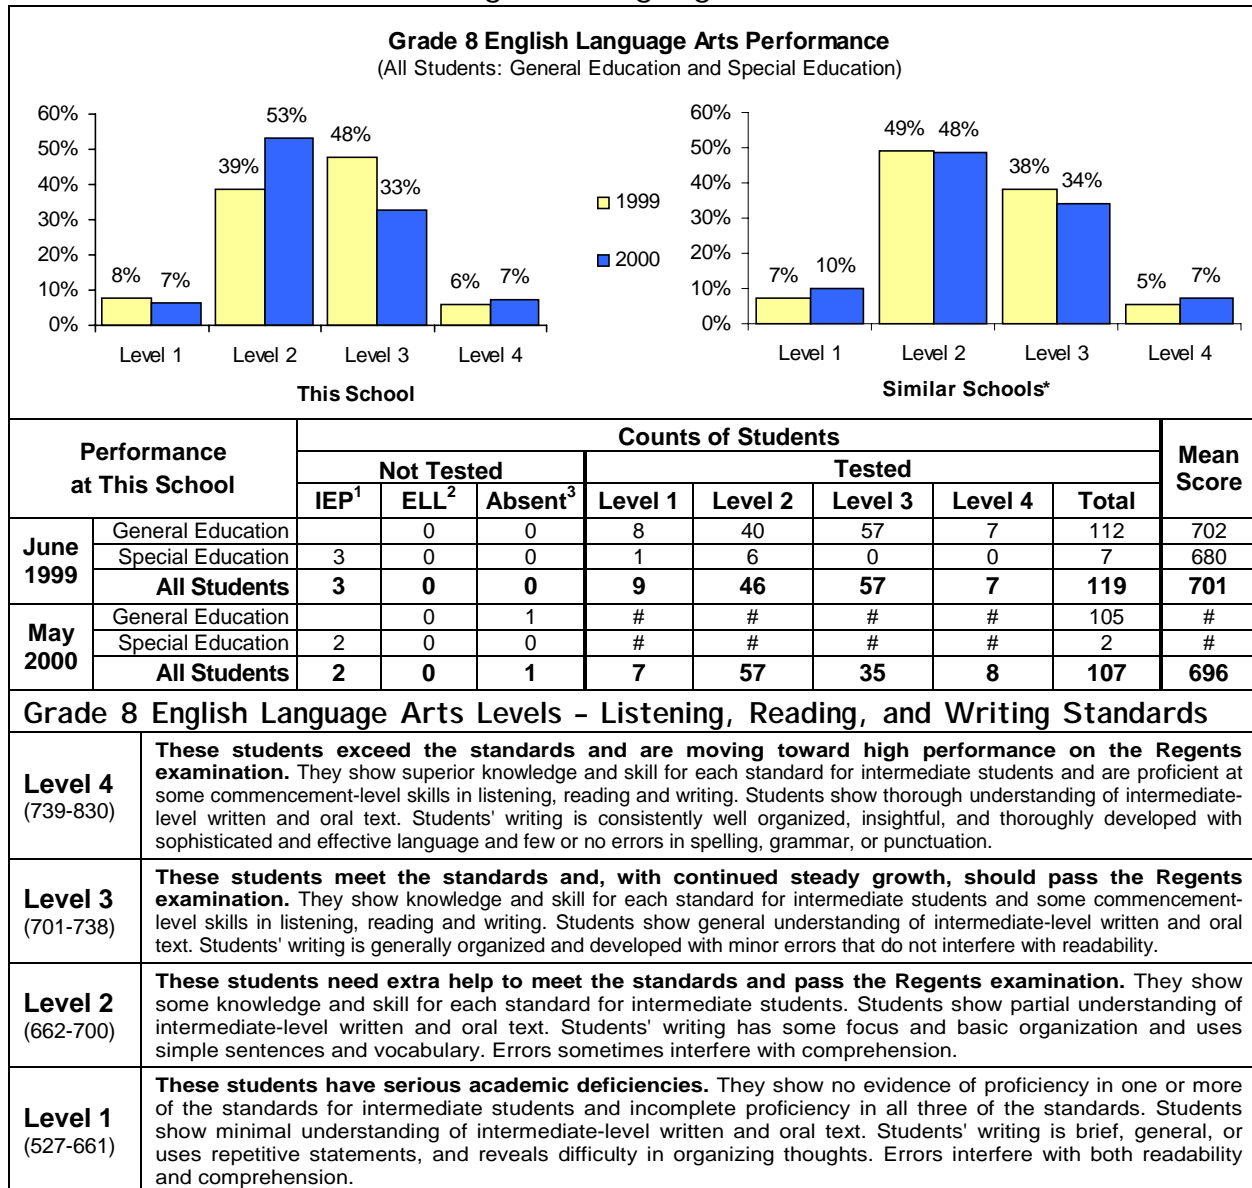 Grade 8 English Language Arts Performance
(All Students: General Education and Special Education)
60%
50%
40%
30%
20%
10%
0%
8%
7%
39%
53%
48%
33%
6%
7%
Level 1
Level 2
Level 3
Level 4
This School
1999
2000
60%
50%
40%
30%
20%
10%
0%
7%
10%
49%
48%
38%
34%
5%
7%
Level 1
Level 2
Level 3
Level 4
Similar Schools*
Performance
at This School
Counts of Students
Mean
Score
Not Tested
Tested
IEP¹ ELL² Absent³ Level 1 Level 2 Level 3 Level 4 Total
June
1999
General Education 0 0 8 40 57 7 112 702
Special Education 3 0 0 1 6 0 0 7 680
All Students 3 0 0 9 46 57 7 119 701
May
2000
General Education 0 1 # # # # 105 #
Special Education 2 0 0 # # # # 2 #
All Students 2 0 1 7 57 35 8 107 696
Grade 8 English Language Arts Levels – Listening, Reading, and Writing Standards
Level 4
(739-830)
These students exceed the standards and are moving toward high performance on the Regents
examination. They show superior knowledge and skill for each standard for intermediate students and are proficient at
some commencement-level skills in listening, reading and writing. Students show thorough understanding of intermediate-
level written and oral text. Students' writing is consistently well organized, insightful, and thoroughly developed with
sophisticated and effective language and few or no errors in spelling, grammar, or punctuation.
Level 3
(701-738)
These students meet the standards and, with continued steady growth, should pass the Regents
examination. They show knowledge and skill for each standard for intermediate students and some commencement-
level skills in listening, reading and writing. Students show general understanding of intermediate-level written and oral
text. Students' writing is generally organized and developed with minor errors that do not interfere with readability.
Level 2
(662-700)
These students need extra help to meet the standards and pass the Regents examination. They show
some knowledge and skill for each standard for intermediate students. Students show partial understanding of
intermediate-level written and oral text. Students' writing has some focus and basic organization and uses
simple sentences and vocabulary. Errors sometimes interfere with comprehension.
Level 1
(527-661)
These students have serious academic deficiencies. They show no evidence of proficiency in one or more
of the standards for intermediate students and incomplete proficiency in all three of the standards. Students
show minimal understanding of intermediate-level written and oral text. Students' writing is brief, general, or
uses repetitive statements, and reveals difficulty in organizing thoughts. Errors interfere with both readability
and comprehension.